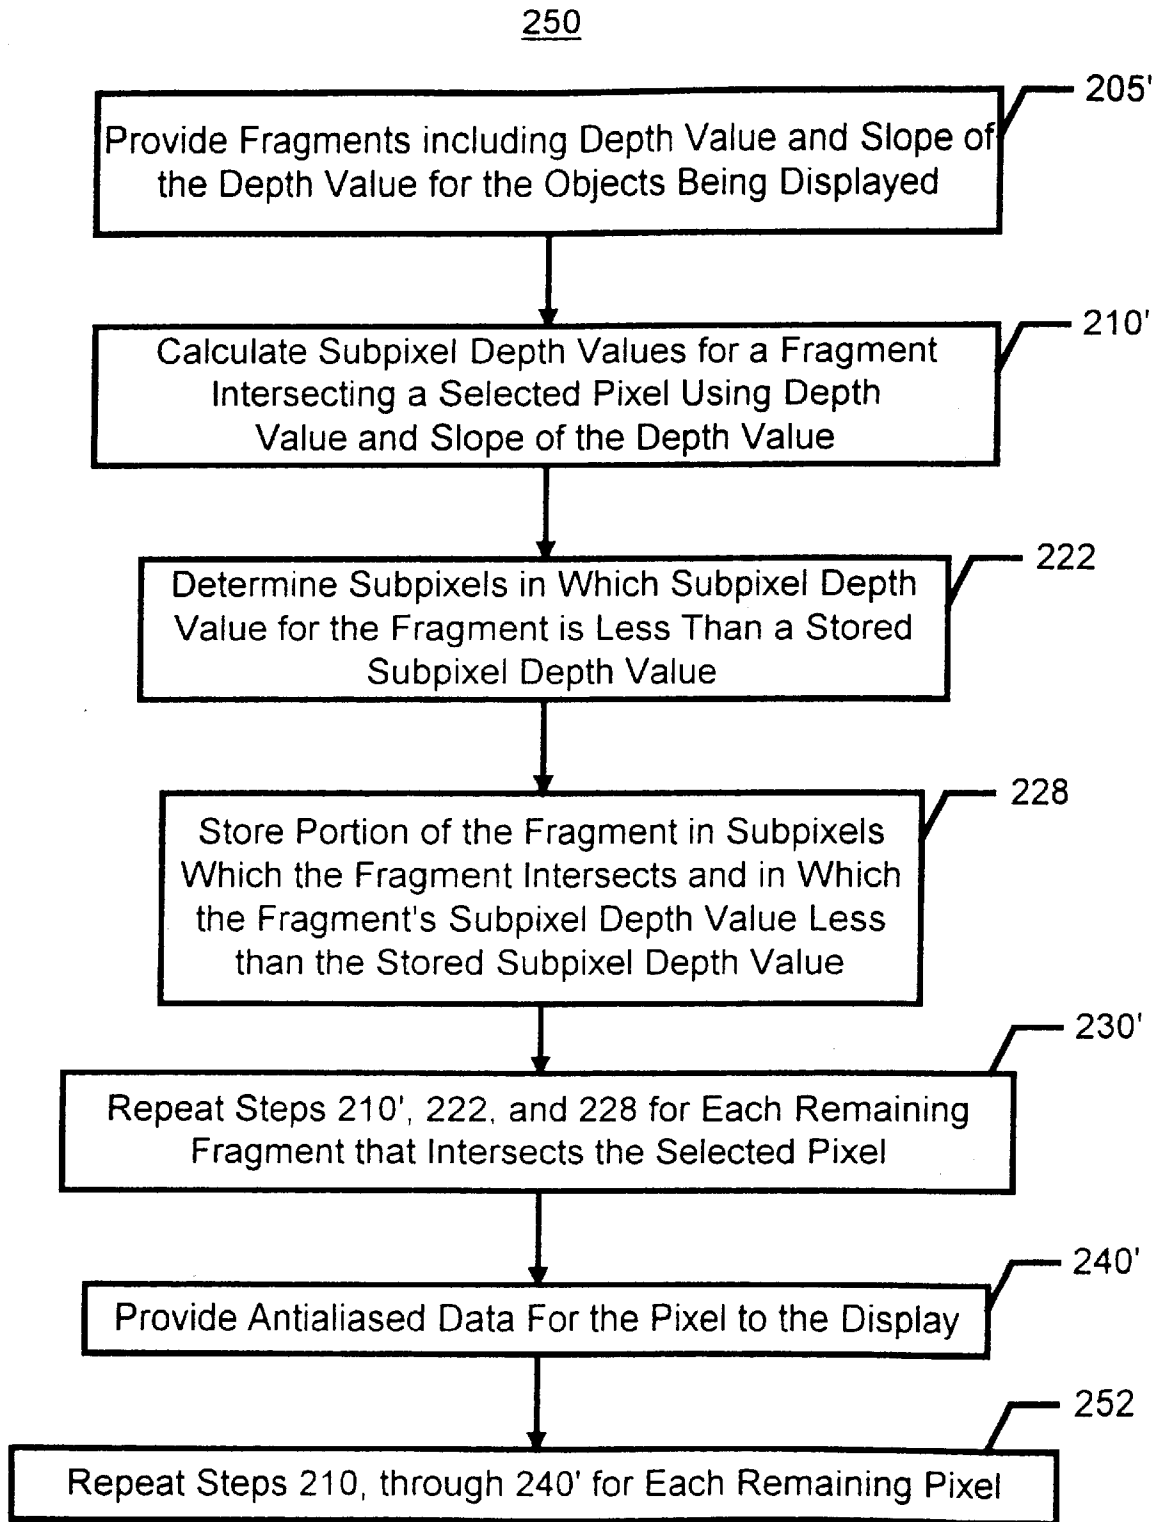 250
205'
Provide Fragments including Depth Value and Slope of
the Depth Value for the Objects Being Displayed
210'
Calculate Subpixel Depth Values for a Fragment
Intersecting a Selected Pixel Using Depth
Value and Slope of the Depth Value
222
Determine Subpixels in Which Subpixel Depth
Value for the Fragment is Less Than a Stored
Subpixel Depth Value
228
Store Portion of the Fragment in Subpixels
Which the Fragment Intersects and in Which
the Fragment's Subpixel Depth Value Less
than the Stored Subpixel Depth Value
230'
Repeat Steps 210', 222, and 228 for Each Remaining
Fragment that Intersects the Selected Pixel
240'
Provide Antialiased Data For the Pixel to the Display
252
Repeat Steps 210, through 240' for Each Remaining Pixel